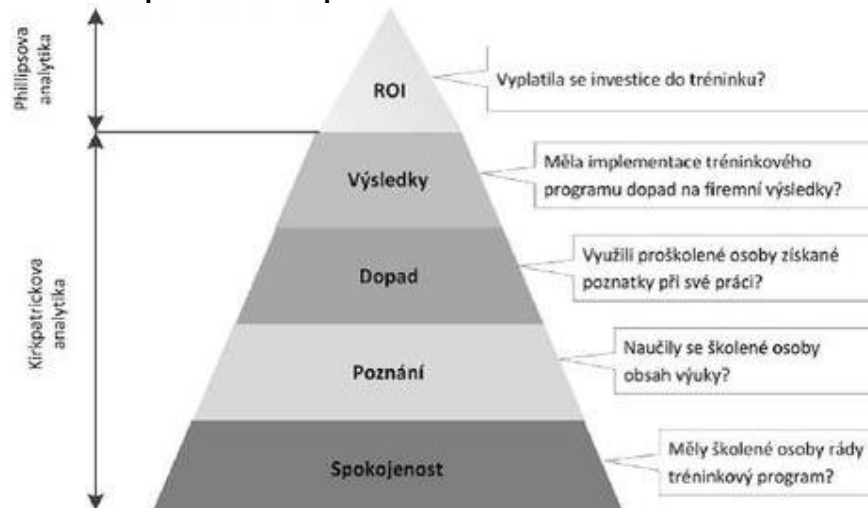 Phillipsova
analytika
ROI
Vyplatila se investice do tréninku?
Kirkpatrickova
analytika
Výsledky
Měla implementace tréninkového
programu dopad na firemní výsledky?
Dopad
Využili proškolené osoby získané
poznatky při své práci?
Poznání
Naučily se školené osoby
obsah výuky?
Spokojenost
Měly školené osoby rády
tréninkový program?